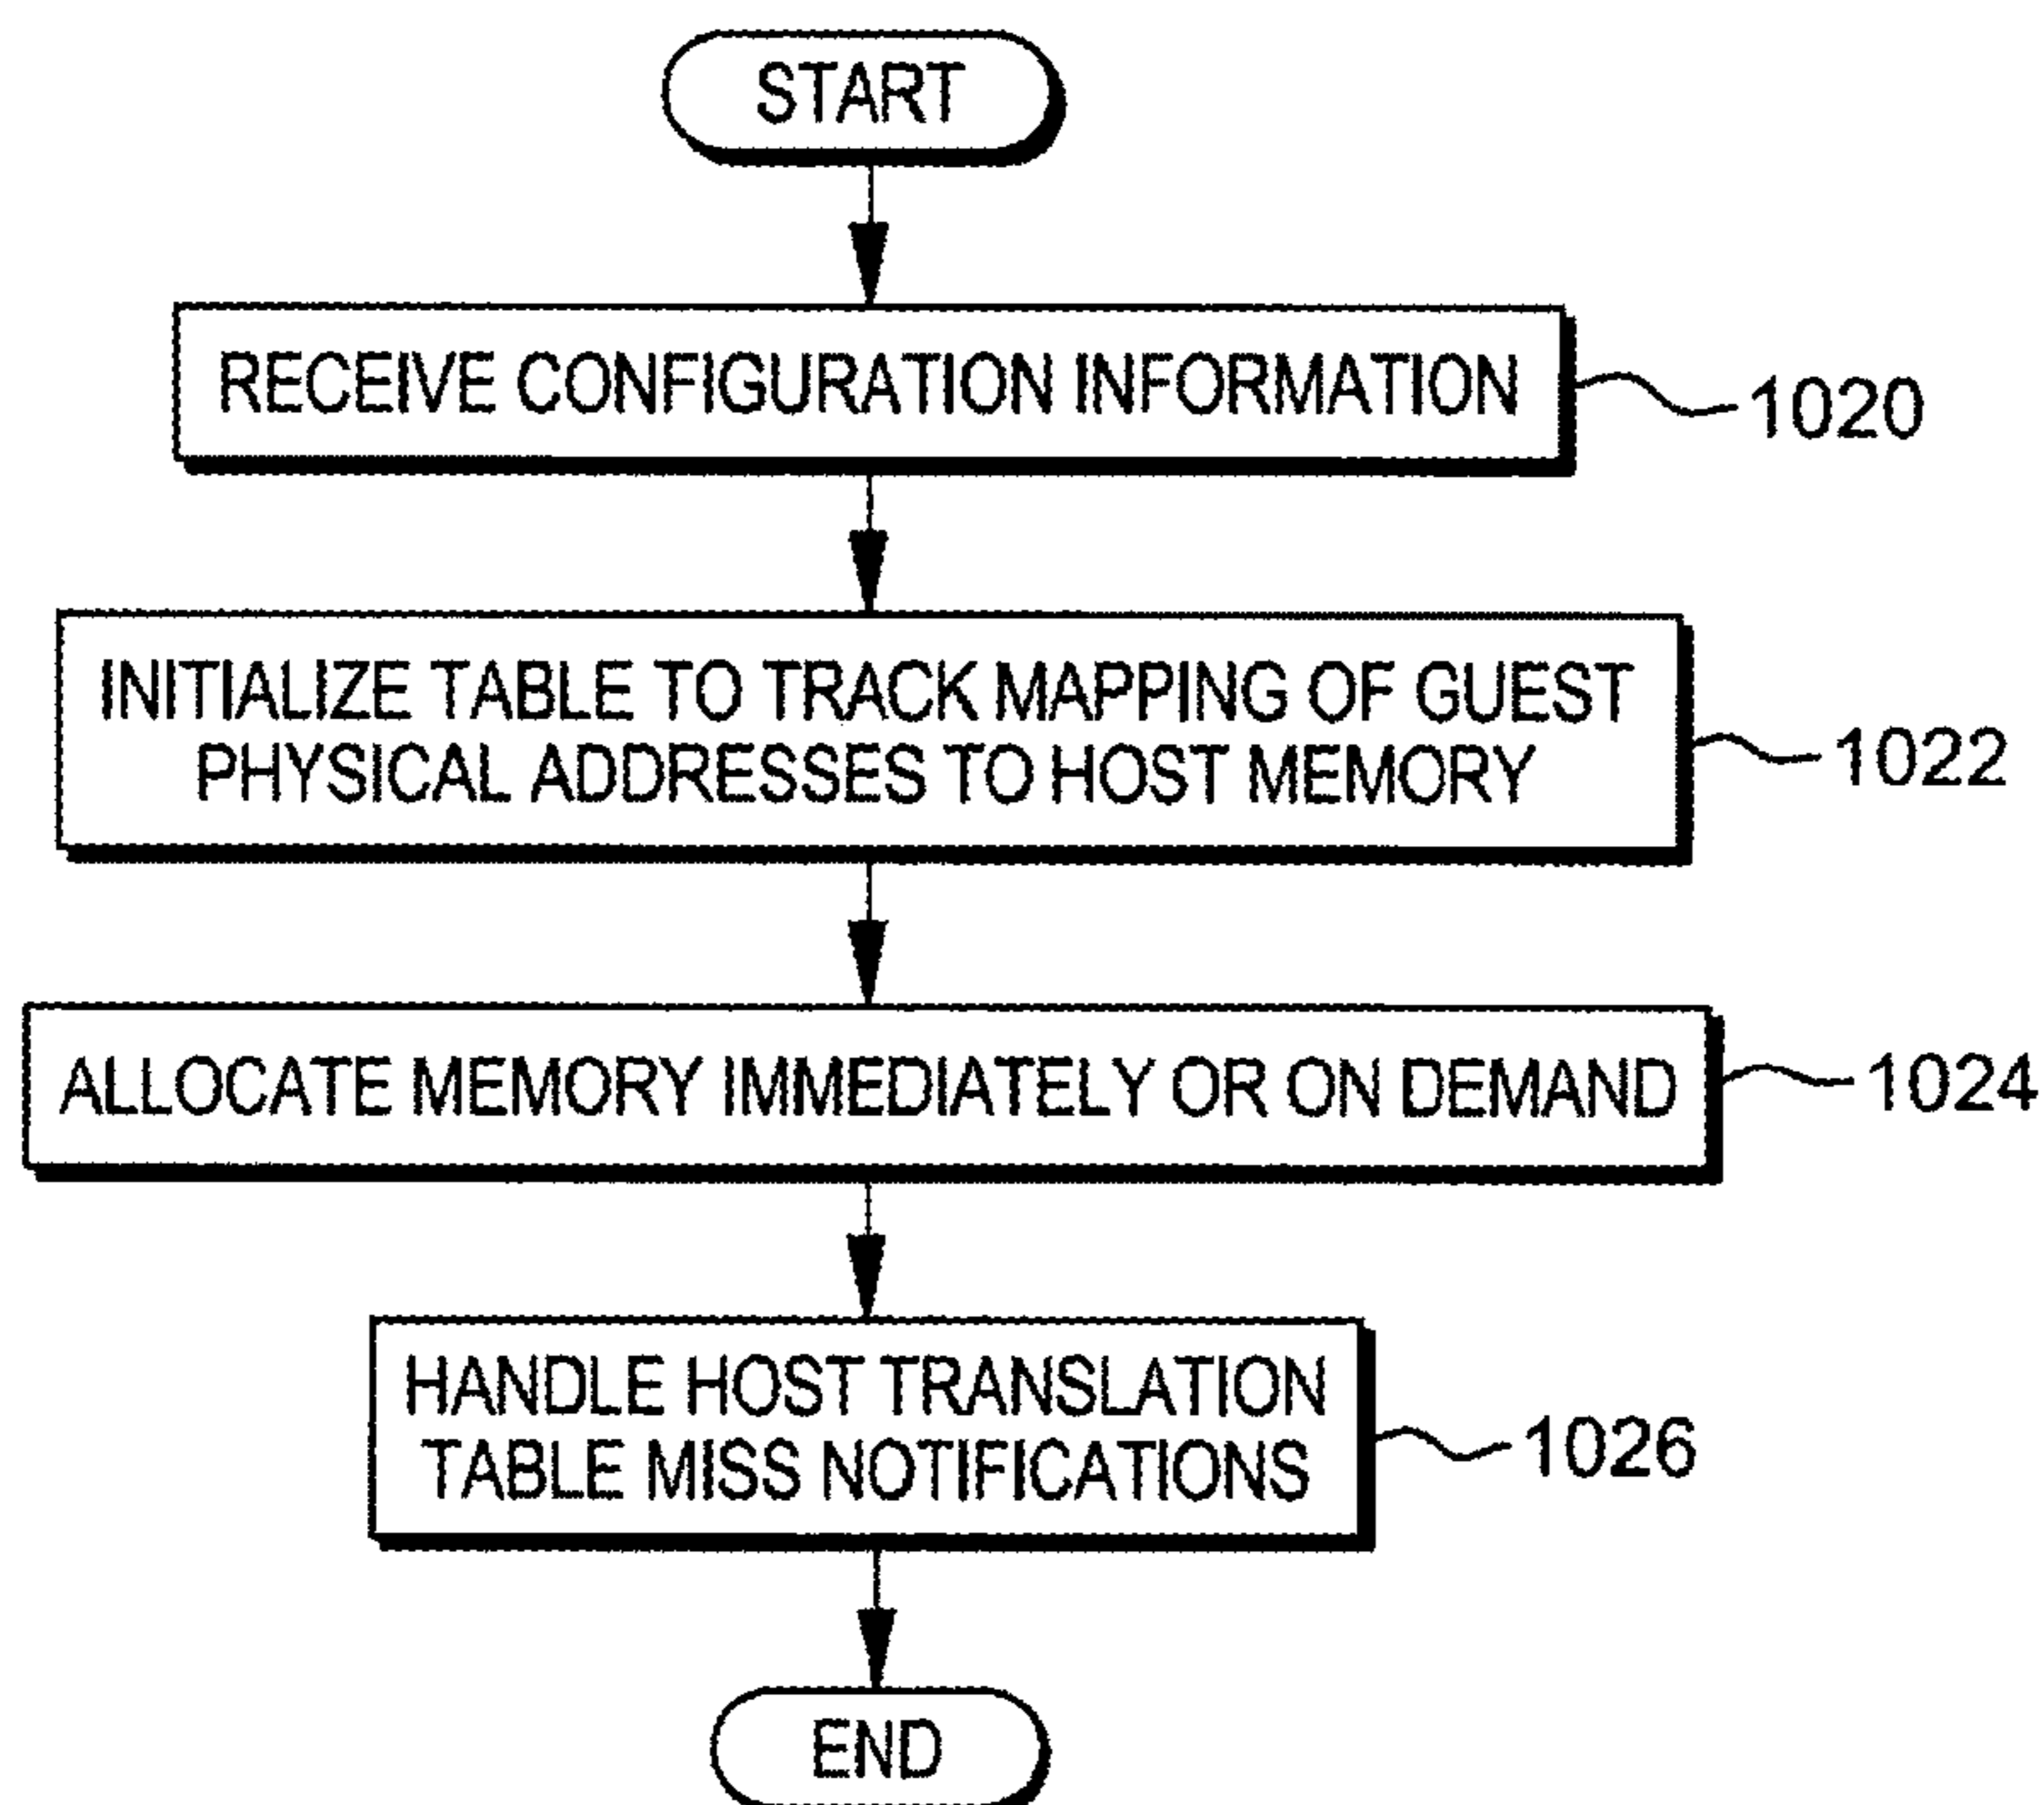 START
RECEIVE CONFIGURATION INFORMATION
1020
INITIALIZE TABLE TO TRACK MAPPING OF GUEST
PHYSICAL ADDRESSES TO HOST MEMORY
1022
ALLOCATE MEMORY IMMEDIATELY OR ON DEMAND
1024
HANDLE HOST TRANSLATION
TABLE MISS NOTIFICATIONS
1026
END